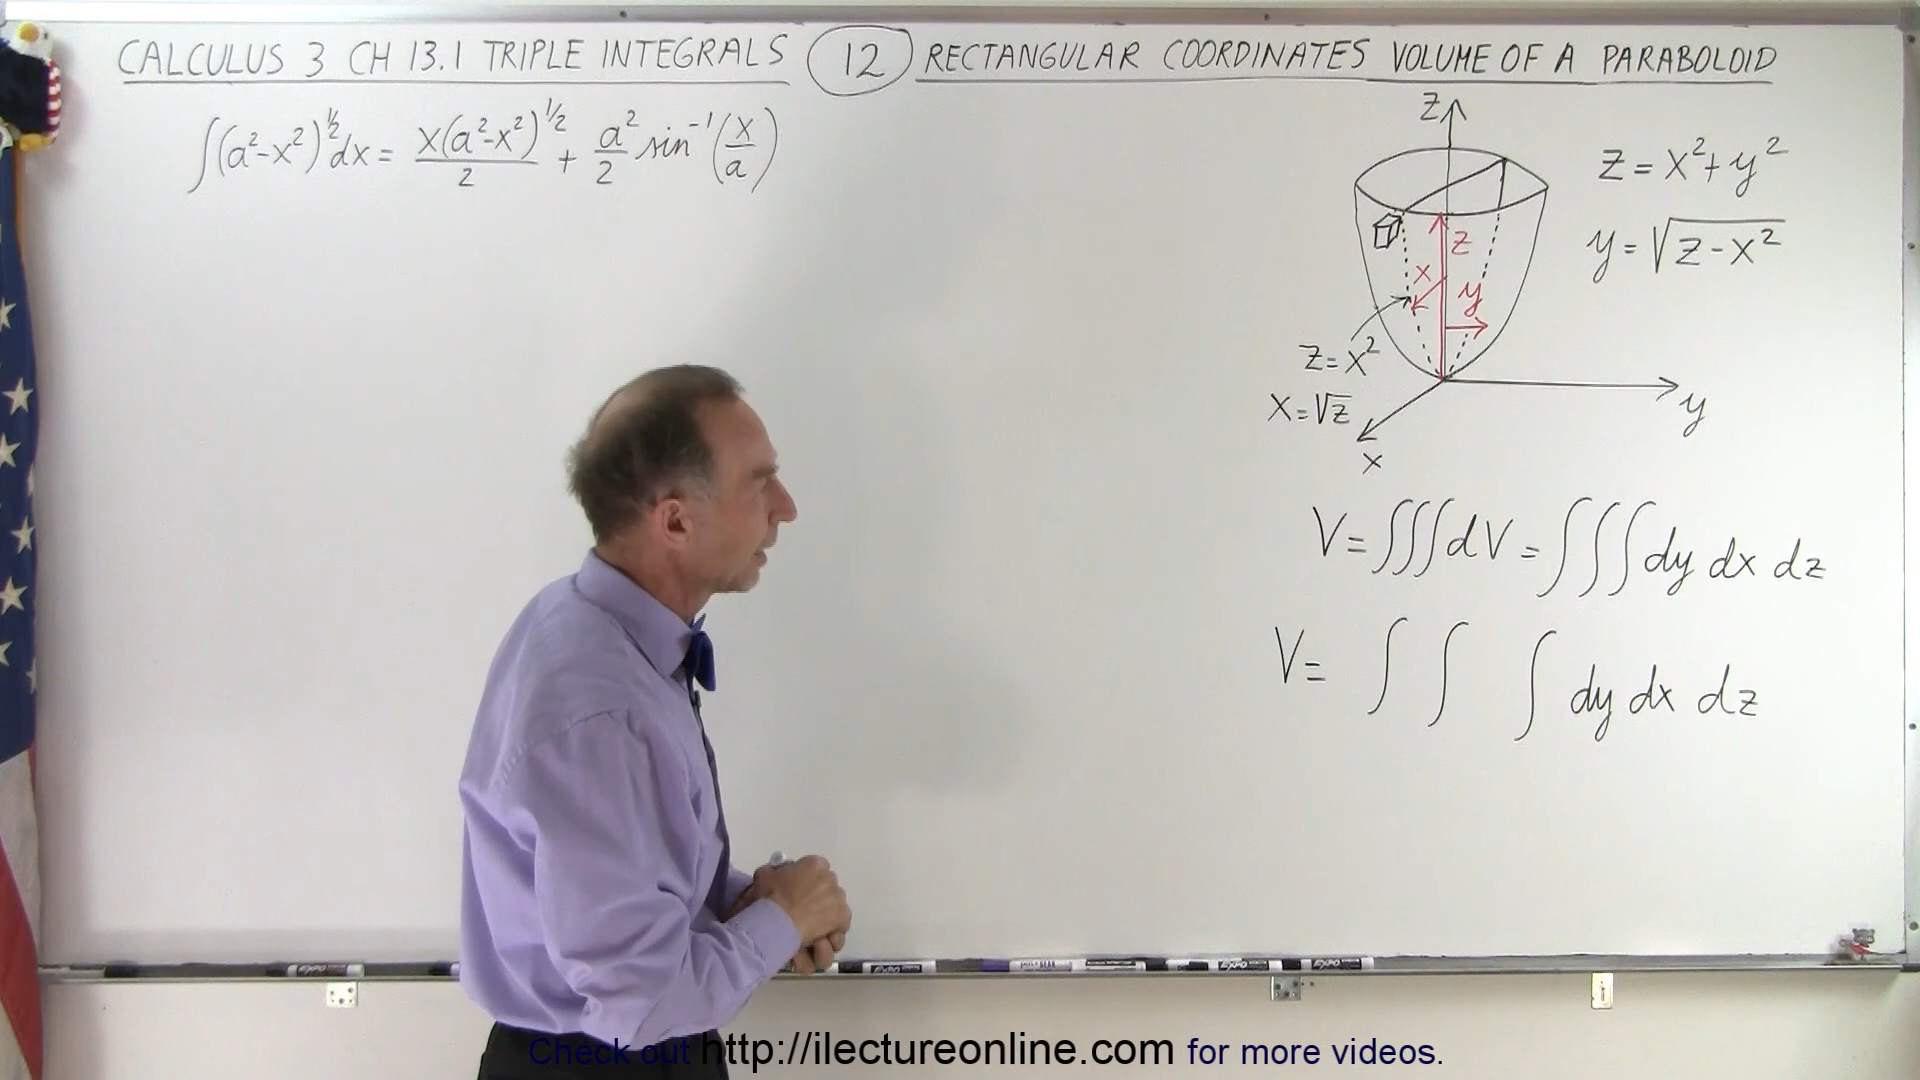 CALCULUS 3 CH 13.1 TRIPLE INTEGRALS 12 RECTANGULAR COORDINATES VOLUME OF A PARABOLOID
∫(a²-x²)^½ dx = x(a²-x²)^½/2 + a²/2 sin⁻¹(x/a)
z
z = x² + y²
y = √(z - x²)
z
x
y
z = x²
x = √z
y
x
V = ∫∫∫ dV = ∫∫∫ dy dx dz
V = ∫ ∫ ∫ dy dx dz
Check out http://ilectureonline.com for more videos.